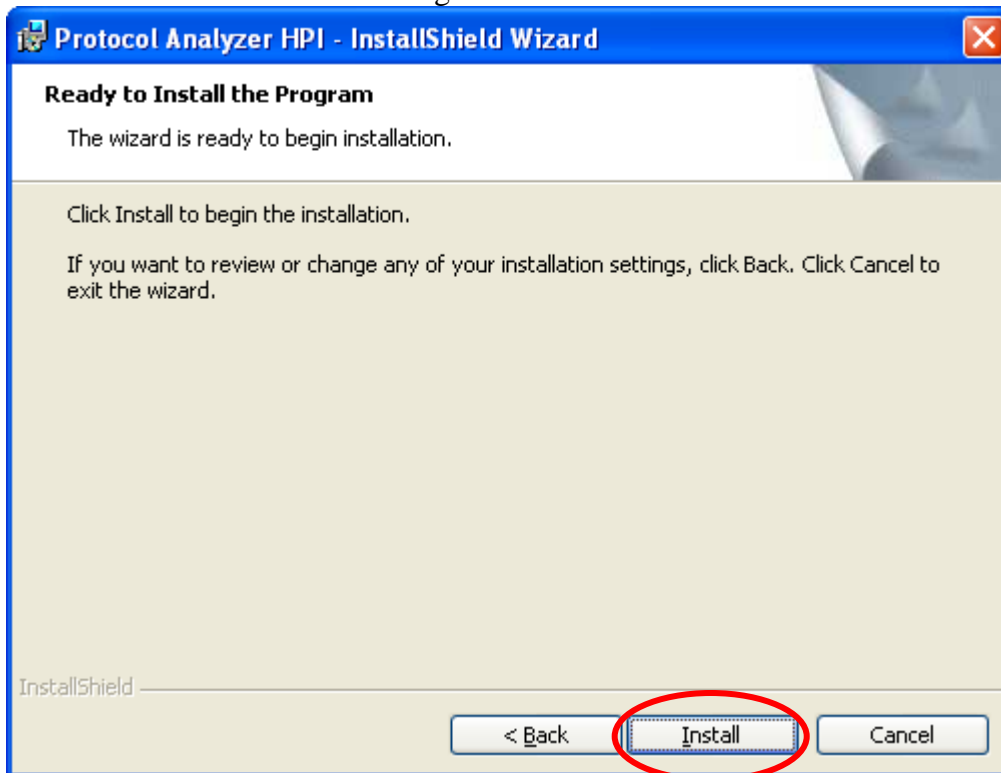 Protocol Analyzer HPI - InstallShield Wizard
Ready to Install the Program
The wizard is ready to begin installation.
Click Install to begin the installation.
If you want to review or change any of your installation settings, click Back. Click Cancel to
exit the wizard.
InstallShield
< Back Install Cancel